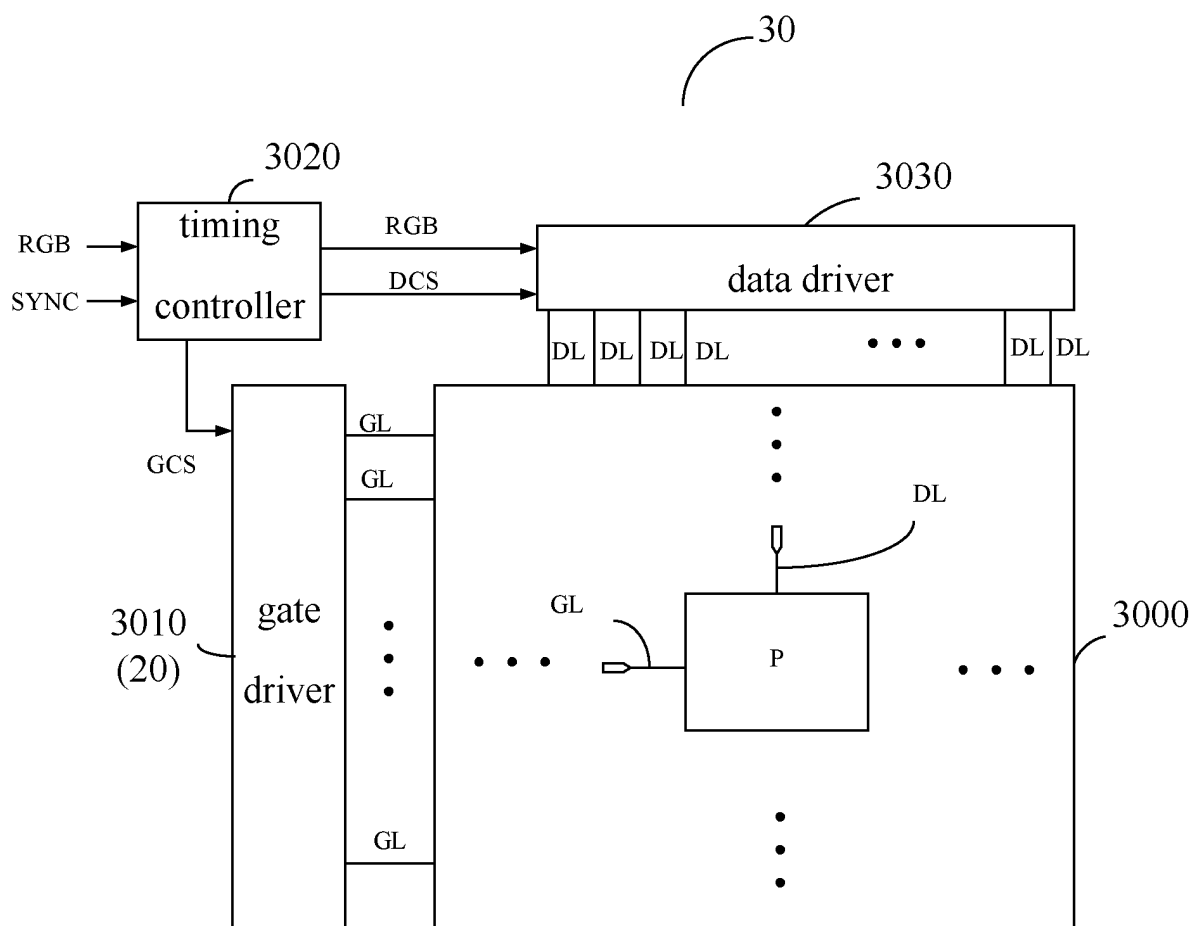 30
3020
3030
timing
controller
RGB
SYNC
RGB
DCS
data driver
DL
DL
DL
DL
DL
DL
GCS
GL
GL
DL
GL
gate
driver
3010
(20)
P
3000
GL